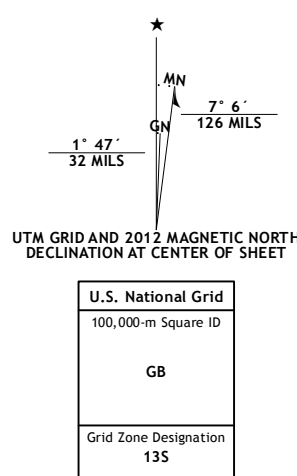 ★
MN
GN
7° 6´
126 MILS
1° 47´
32 MILS
UTM GRID AND 2012 MAGNETIC NORTH
DECLINATION AT CENTER OF SHEET
U.S. National Grid
100,000-m Square ID
GB
Grid Zone Designation
13S